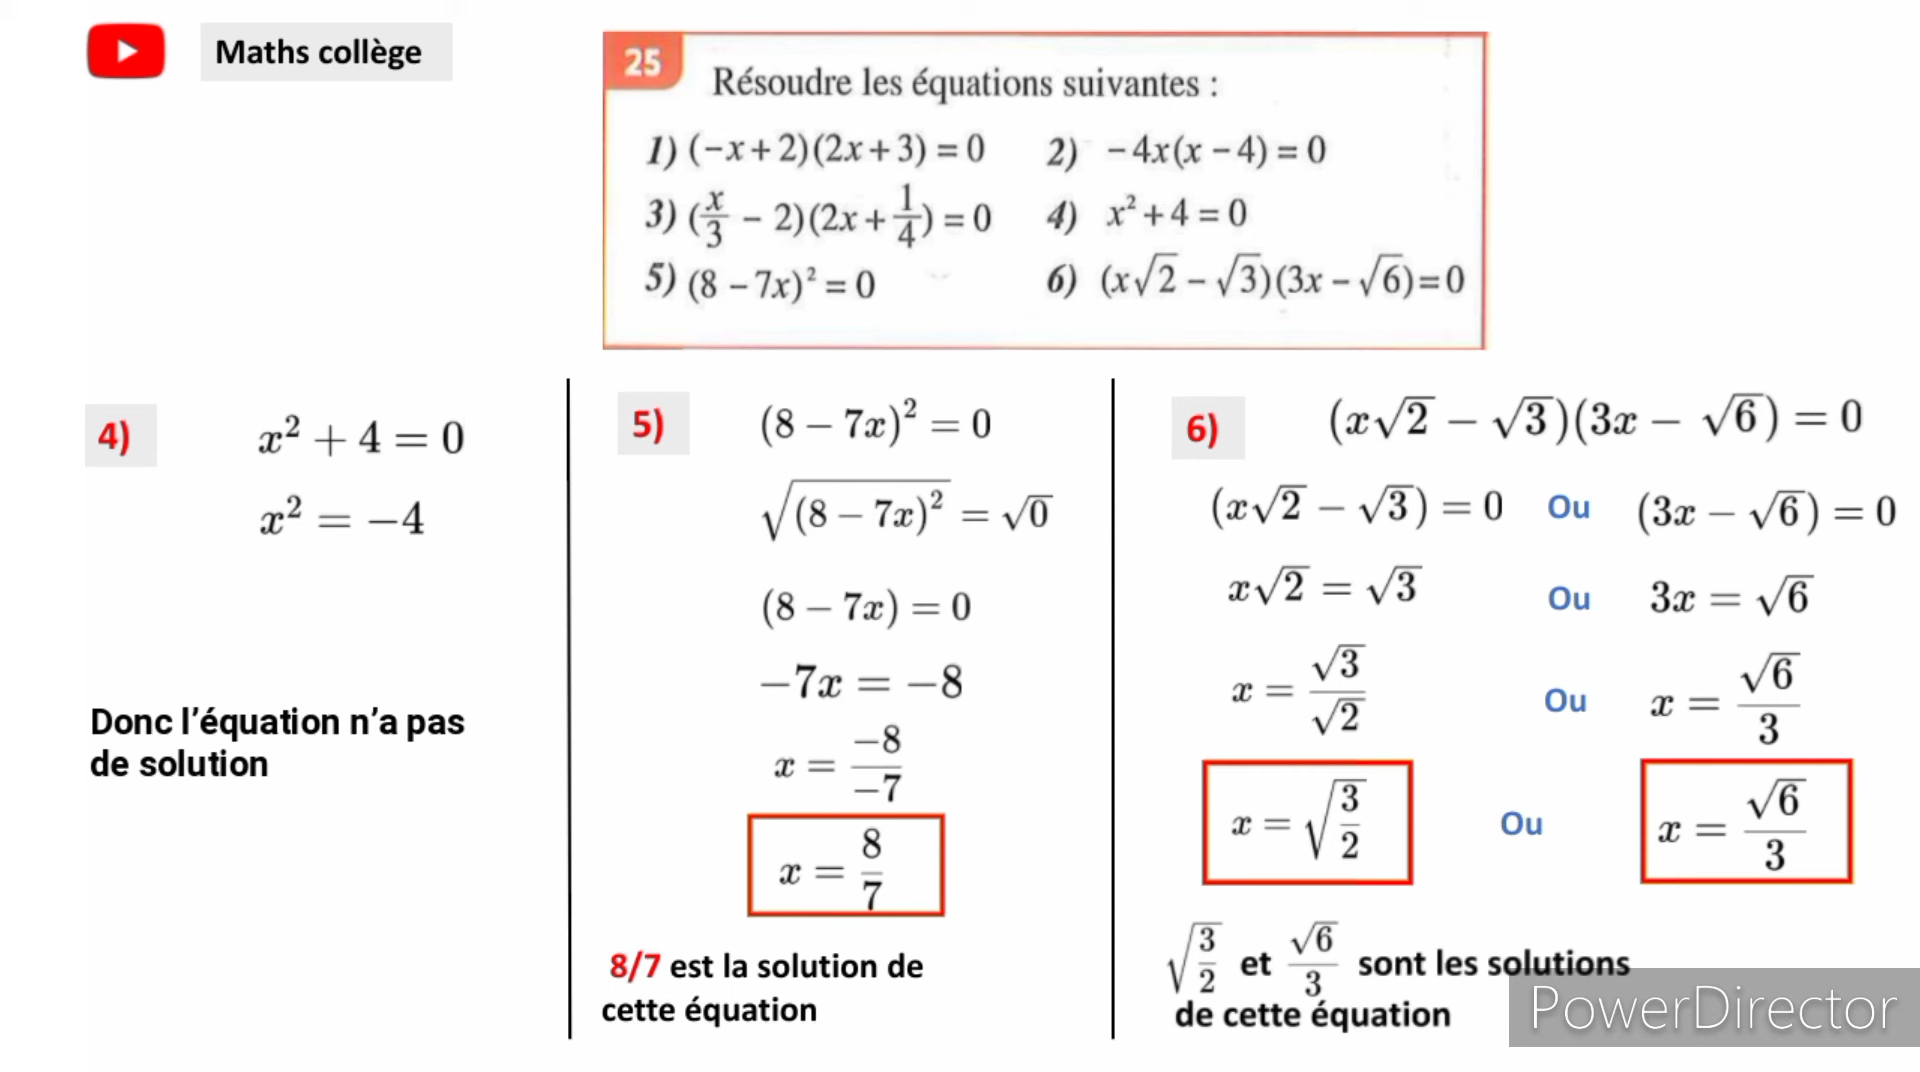 Maths collège
25
Résoudre les équations suivantes :
1) (−x + 2)(2x + 3) = 0
2) − 4x(x − 4) = 0
3) (x/3 − 2)(2x + 1/4) = 0
4) x² + 4 = 0
5) (8 − 7x)² = 0
6) (x√2 − √3)(3x − √6) = 0
4)
x² + 4 = 0
x² = −4
Donc l'équation n'a pas
de solution
5)
(8 − 7x)² = 0
√(8 − 7x)² = √0
(8 − 7x) = 0
−7x = −8
x = −8/−7
x = 8/7
8/7 est la solution de
cette équation
6)
(x√2 − √3)(3x − √6) = 0
(x√2 − √3) = 0 Ou (3x − √6) = 0
x√2 = √3 Ou 3x = √6
x = √3/√2 Ou x = √6/3
x = √(3/2) Ou x = √6/3
√(3/2) et √6/3 sont les solutions
de cette équation
PowerDirector